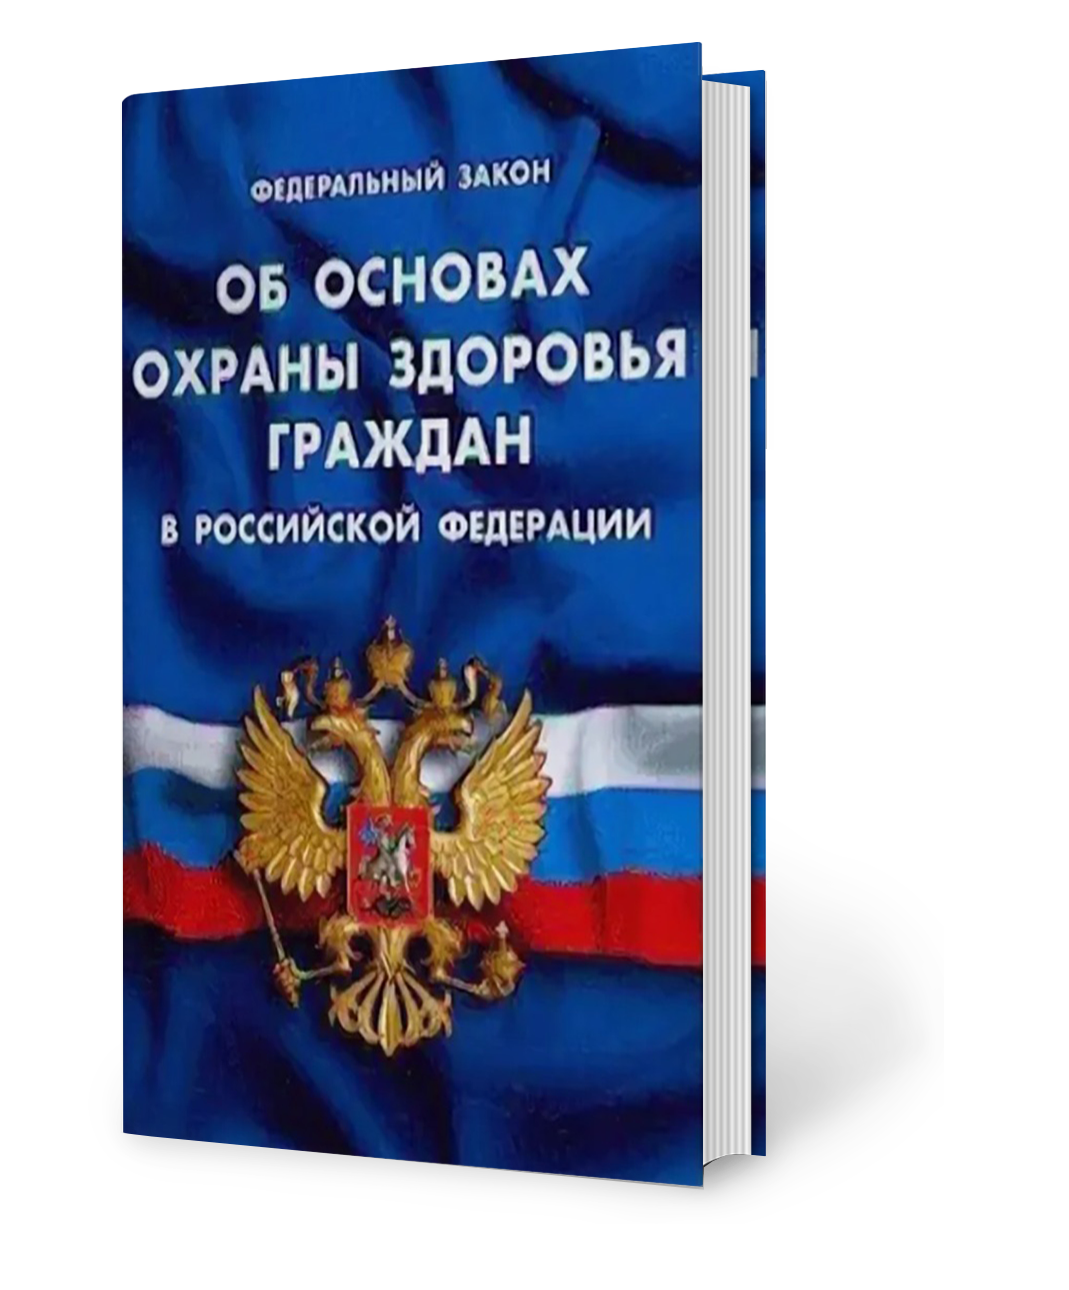 ФЕДЕРАЛЬНЫЙ ЗАКОН
ОБ ОСНОВАХ
ОХРАНЫ ЗДОРОВЬЯ
ГРАЖДАН
В РОССИЙСКОЙ ФЕДЕРАЦИИ